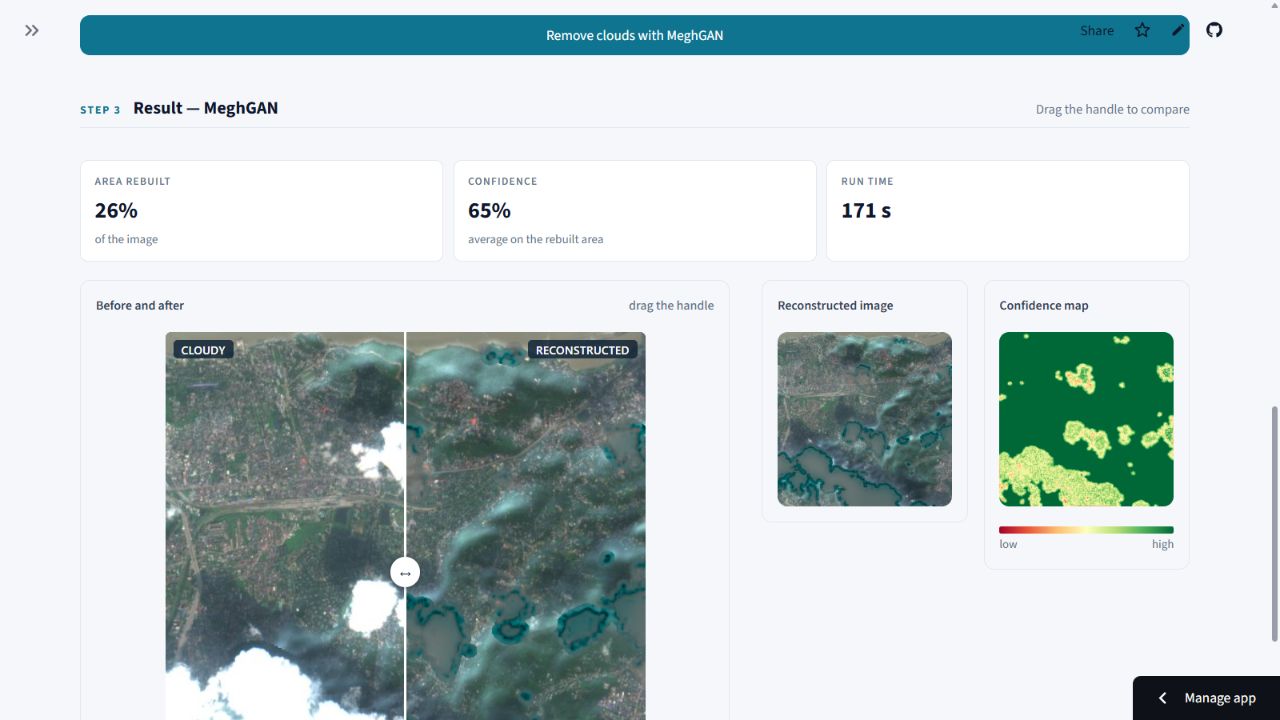 Remove clouds with MeghGAN
Share
STEP 3 Result — MeghGAN
Drag the handle to compare
AREA REBUILT
26%
of the image
CONFIDENCE
65%
average on the rebuilt area
RUN TIME
171 s
Before and after
drag the handle
CLOUDY
RECONSTRUCTED
Reconstructed image
Confidence map
low
high
Manage app